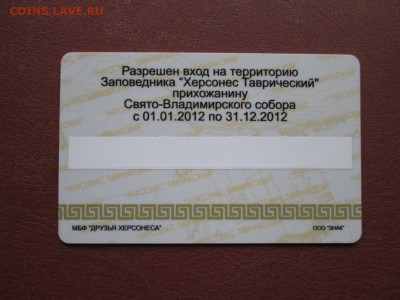 COINS.LAVE.RU
Разрешен вход на территорию
Заповедника "Херсонес Таврический"
прихожанину
Свято-Владимирского собора
с 01.01.2012 по 31.12.2012
МБФ "ДРУЗЬЯ ХЕРСОНЕСА"
ООО "ЗНАК"